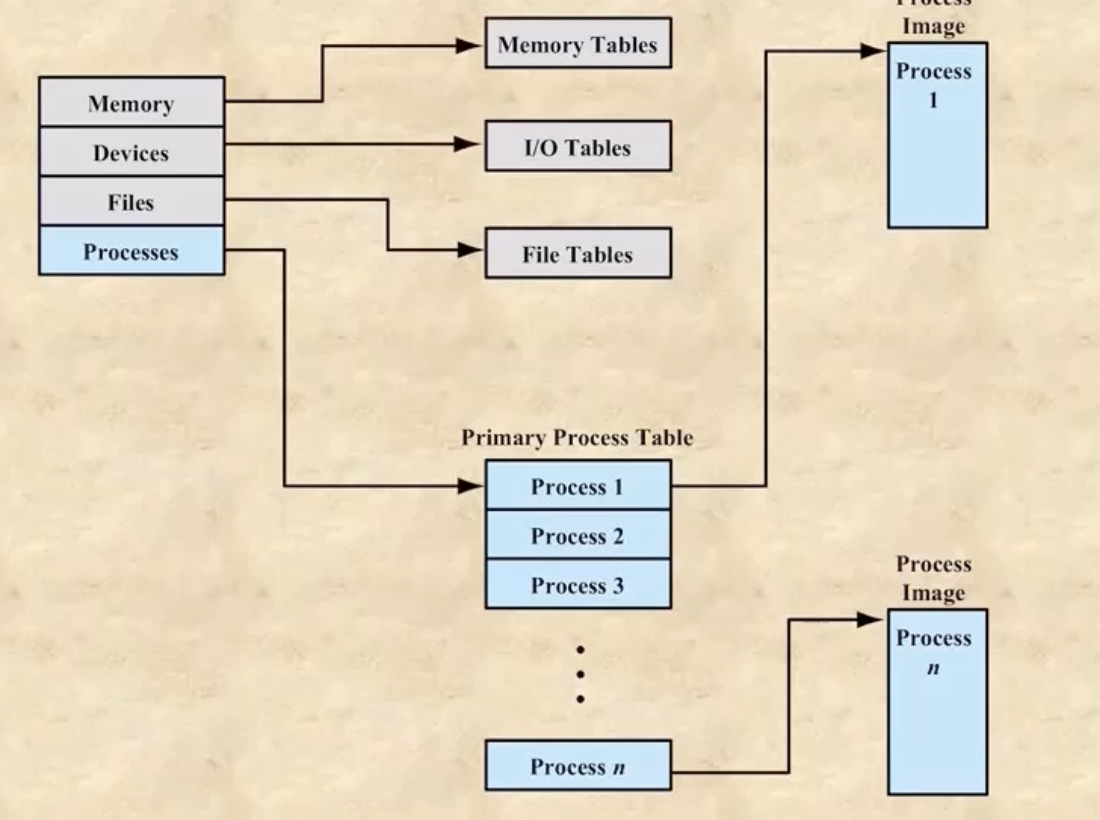 Memory
Devices
Files
Processes
Memory Tables
I/O Tables
File Tables
Primary Process Table
Process 1
Process 2
Process 3
Process n
Process
Image
Process
1
Process
Image
Process
n